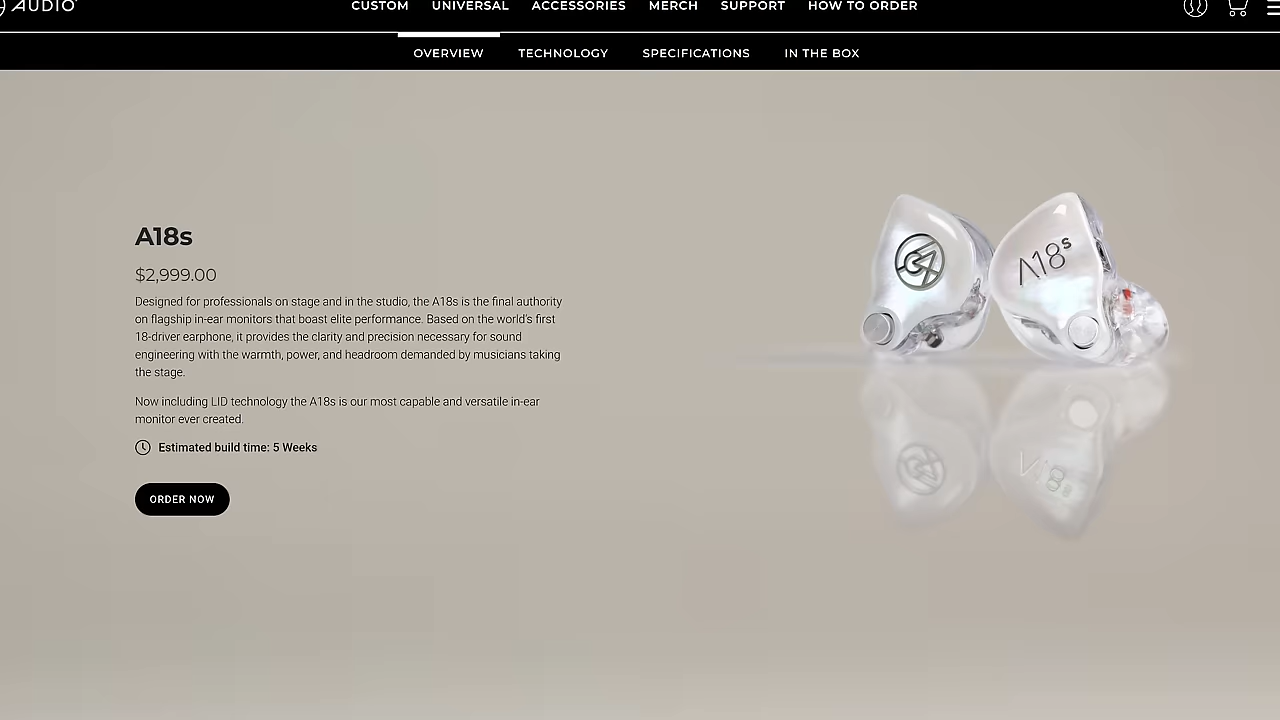 AUDIO
CUSTOM UNIVERSAL ACCESSORIES MERCH SUPPORT HOW TO ORDER
OVERVIEW TECHNOLOGY SPECIFICATIONS IN THE BOX
A18s
$2,999.00
Designed for professionals on stage and in the studio, the A18s is the final authority
on flagship in-ear monitors that boast elite performance. Based on the world's first
18-driver earphone, it provides the clarity and precision necessary for sound
engineering with the warmth, power, and headroom demanded by musicians taking
the stage.
Now including LID technology the A18s is our most capable and versatile in-ear
monitor ever created.
Estimated build time: 5 Weeks
ORDER NOW
Λ18s